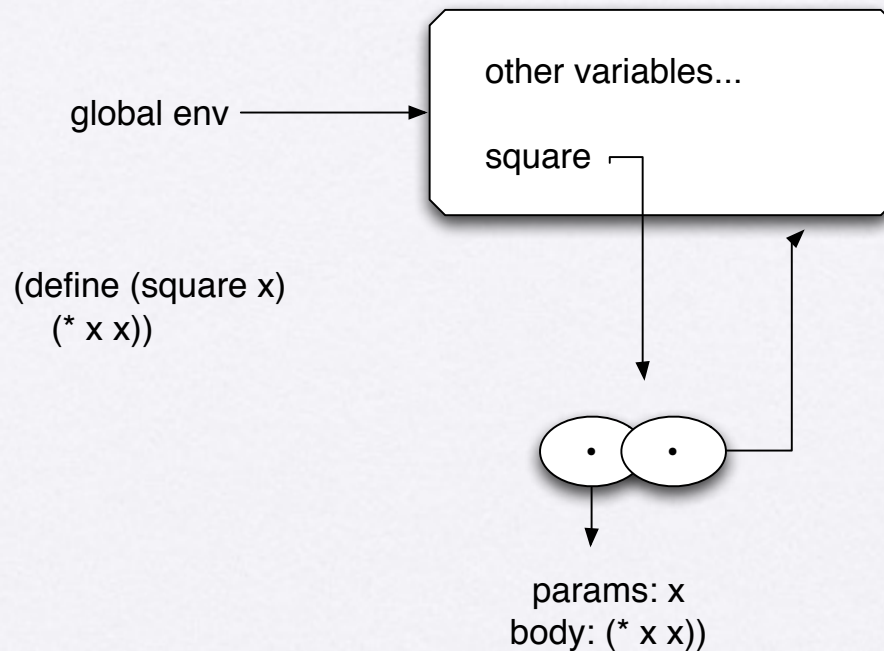 other variables...
global env
square
(define (square x)
(* x x))
params: x
body: (* x x))